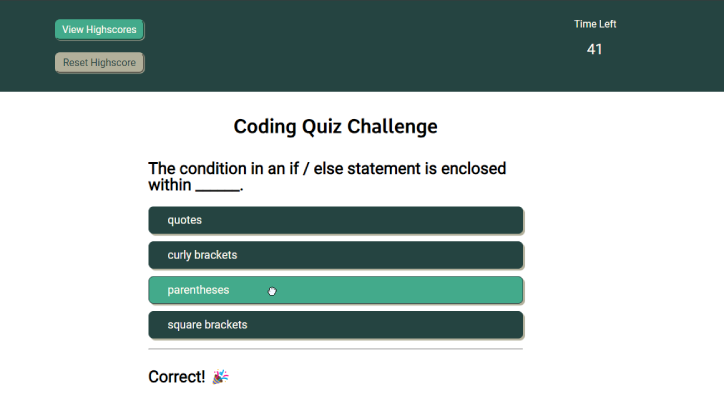 View Highscores
Time Left
41
Reset Highscore
Coding Quiz Challenge
The condition in an if / else statement is enclosed
within ______.
quotes
curly brackets
parentheses
square brackets
Correct! 🎉